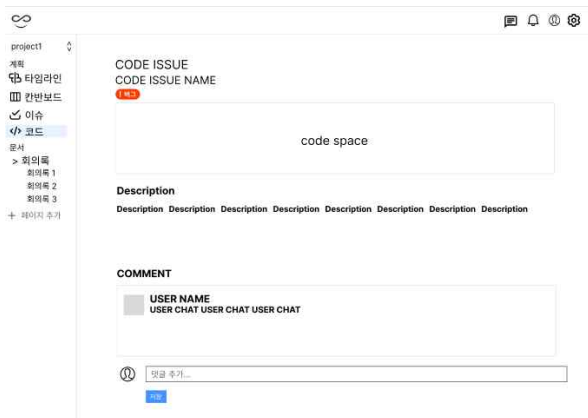 project1
계획
타임라인
칸반보드
이슈
</> 코드
문서
> 회의록
회의록 1
회의록 2
회의록 3
+ 페이지 추가
CODE ISSUE
CODE ISSUE NAME
! 버그
code space
Description
Description Description Description Description Description Description Description Description
COMMENT
USER NAME
USER CHAT USER CHAT USER CHAT
댓글 추가...
저장